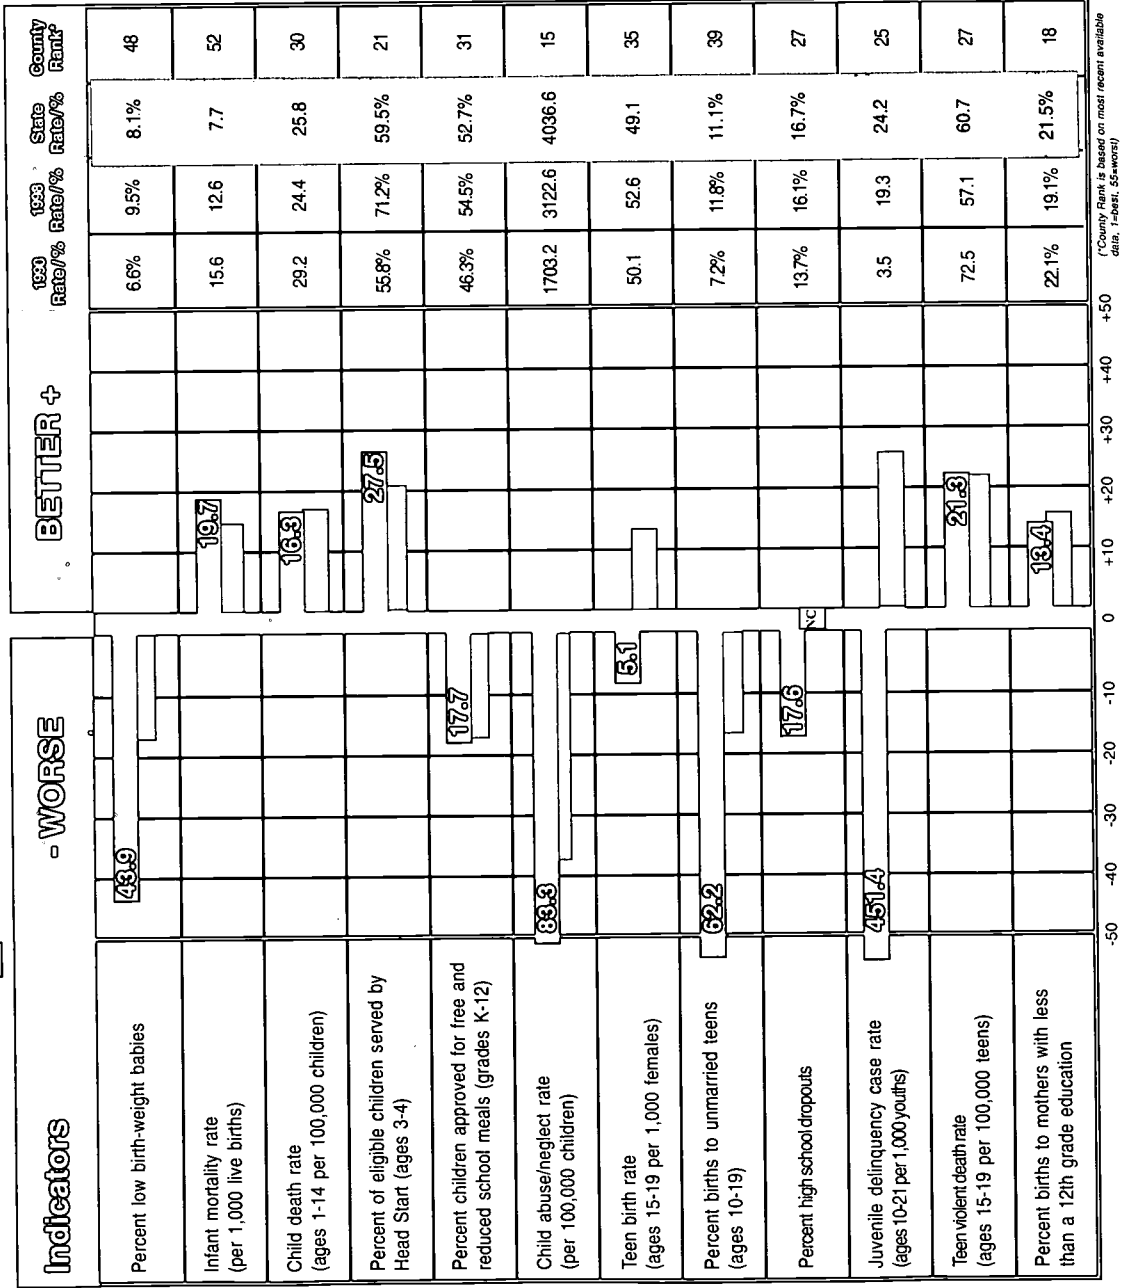 Indicators
- WORSE
BETTER +
1990
Rate/%
1998
Rate/%
State
Rate/%
County
Rank*
Percent low birth-weight babies
43.9
6.6%
9.5%
8.1%
48
Infant mortality rate
(per 1,000 live births)
19.7
15.6
12.6
7.7
52
Child death rate
(ages 1-14 per 100,000 children)
16.3
29.2
24.4
25.8
30
Percent of eligible children served by
Head Start (ages 3-4)
27.5
55.8%
71.2%
59.5%
21
Percent children approved for free and
reduced school meals (grades K-12)
17.7
46.3%
54.5%
52.7%
31
Child abuse/neglect rate
(per 100,000 children)
83.3
1703.2
3122.6
4036.6
15
Teen birth rate
(ages 15-19 per 1,000 females)
5.1
50.1
52.6
49.1
35
Percent births to unmarried teens
(ages 10-19)
62.2
7.2%
11.8%
11.1%
39
Percent high school dropouts
17.6
NC
13.7%
16.1%
16.7%
27
Juvenile delinquency case rate
(ages 10-21 per 1,000 youths)
451.4
3.5
19.3
24.2
25
Teen violent death rate
(ages 15-19 per 100,000 teens)
21.3
72.5
57.1
60.7
27
Percent births to mothers with less
than a 12th grade education
13.4
22.1%
19.1%
21.5%
18
-50
-40
-30
-20
-10
0
+10
+20
+30
+40
+50
(*County Rank is based on most recent available
data, 1=best, 55=worst)